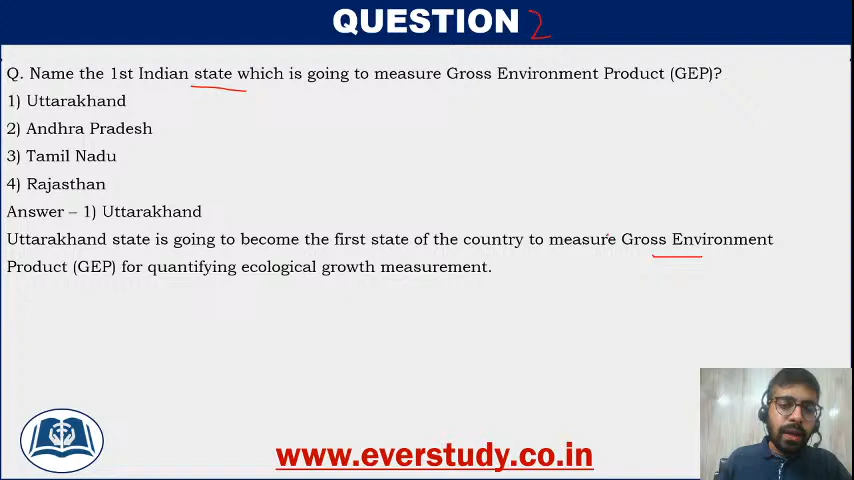 QUESTION 2
Q. Name the 1st Indian state which is going to measure Gross Environment Product (GEP)?
1) Uttarakhand
2) Andhra Pradesh
3) Tamil Nadu
4) Rajasthan
Answer – 1) Uttarakhand
Uttarakhand state is going to become the first state of the country to measure Gross Environment
Product (GEP) for quantifying ecological growth measurement.
www.everstudy.co.in